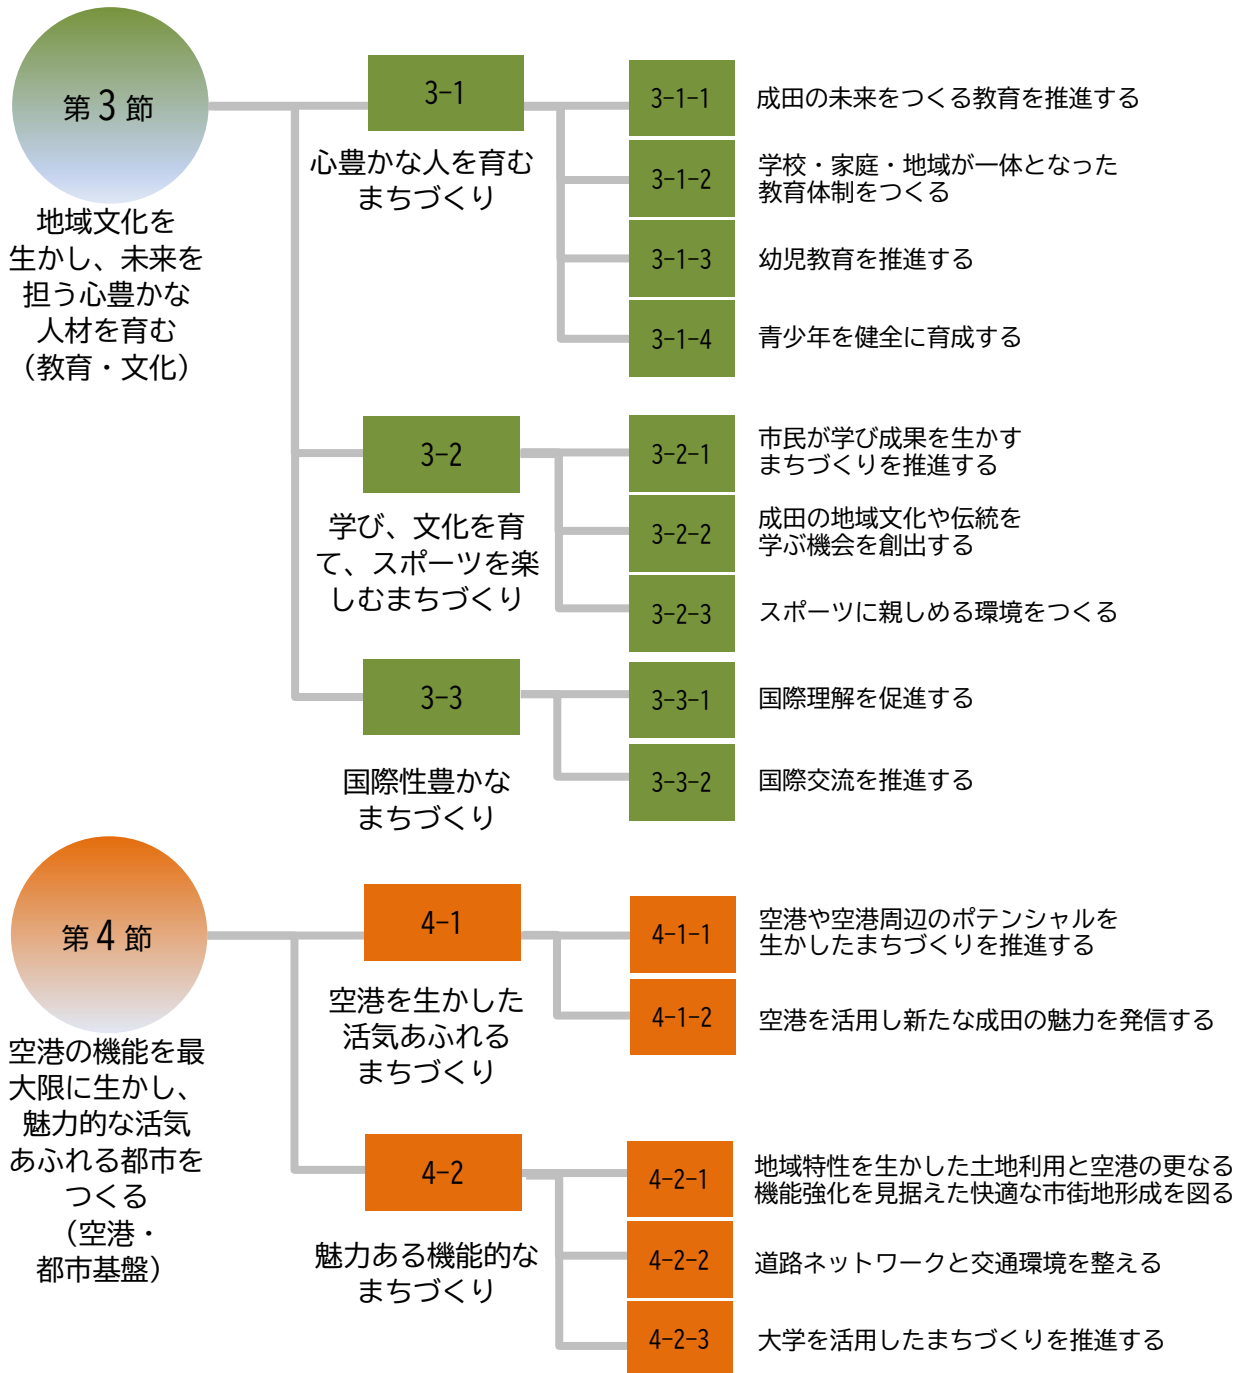 第3節
地域文化を
生かし、未来を
担う心豊かな
人材を育む
（教育・文化）
3-1
心豊かな人を育む
まちづくり
3-1-1
成田の未来をつくる教育を推進する
3-1-2
学校・家庭・地域が一体となった
教育体制をつくる
3-1-3
幼児教育を推進する
3-1-4
青少年を健全に育成する
3-2
学び、文化を育
て、スポーツを楽
しむまちづくり
3-2-1
市民が学び成果を生かす
まちづくりを推進する
3-2-2
成田の地域文化や伝統を
学ぶ機会を創出する
3-2-3
スポーツに親しめる環境をつくる
3-3
国際性豊かな
まちづくり
3-3-1
国際理解を促進する
3-3-2
国際交流を推進する
第4節
空港の機能を最
大限に生かし、
魅力的な活気
あふれる都市を
つくる
（空港・
都市基盤）
4-1
空港を生かした
活気あふれる
まちづくり
4-1-1
空港や空港周辺のポテンシャルを
生かしたまちづくりを推進する
4-1-2
空港を活用し新たな成田の魅力を発信する
4-2
魅力ある機能的な
まちづくり
4-2-1
地域特性を生かした土地利用と空港の更なる
機能強化を見据えた快適な市街地形成を図る
4-2-2
道路ネットワークと交通環境を整える
4-2-3
大学を活用したまちづくりを推進する